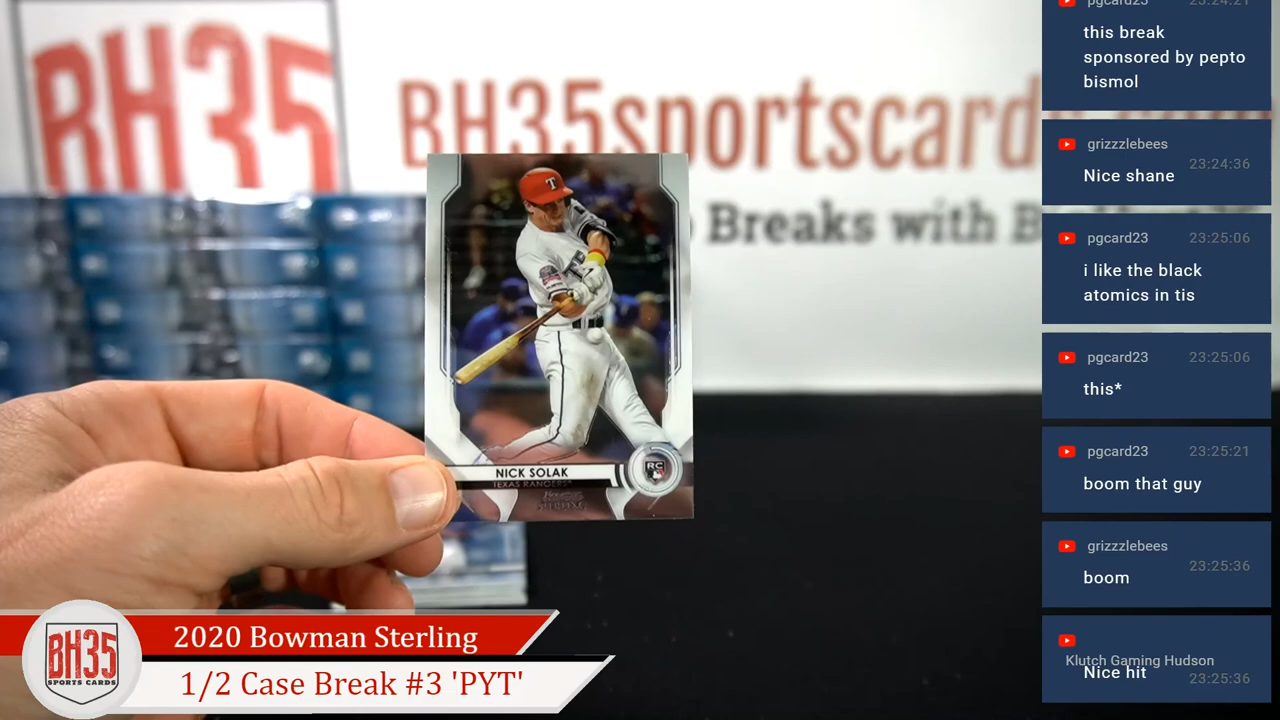 BH35
BH35sportscard
Breaks with B
T
NICK SOLAK
TEXAS RANGERS
RC
BH35
SPORTS CARDS
2020 Bowman Sterling
1/2 Case Break #3 'PYT'
pgcard23 23:24:21
this break
sponsored by pepto
bismol
grizzzlebees
23:24:36
Nice shane
pgcard23 23:25:06
i like the black
atomics in tis
pgcard23 23:25:06
this*
pgcard23 23:25:21
boom that guy
grizzzlebees
23:25:36
boom
Klutch Gaming Hudson
Nice hit
23:25:36